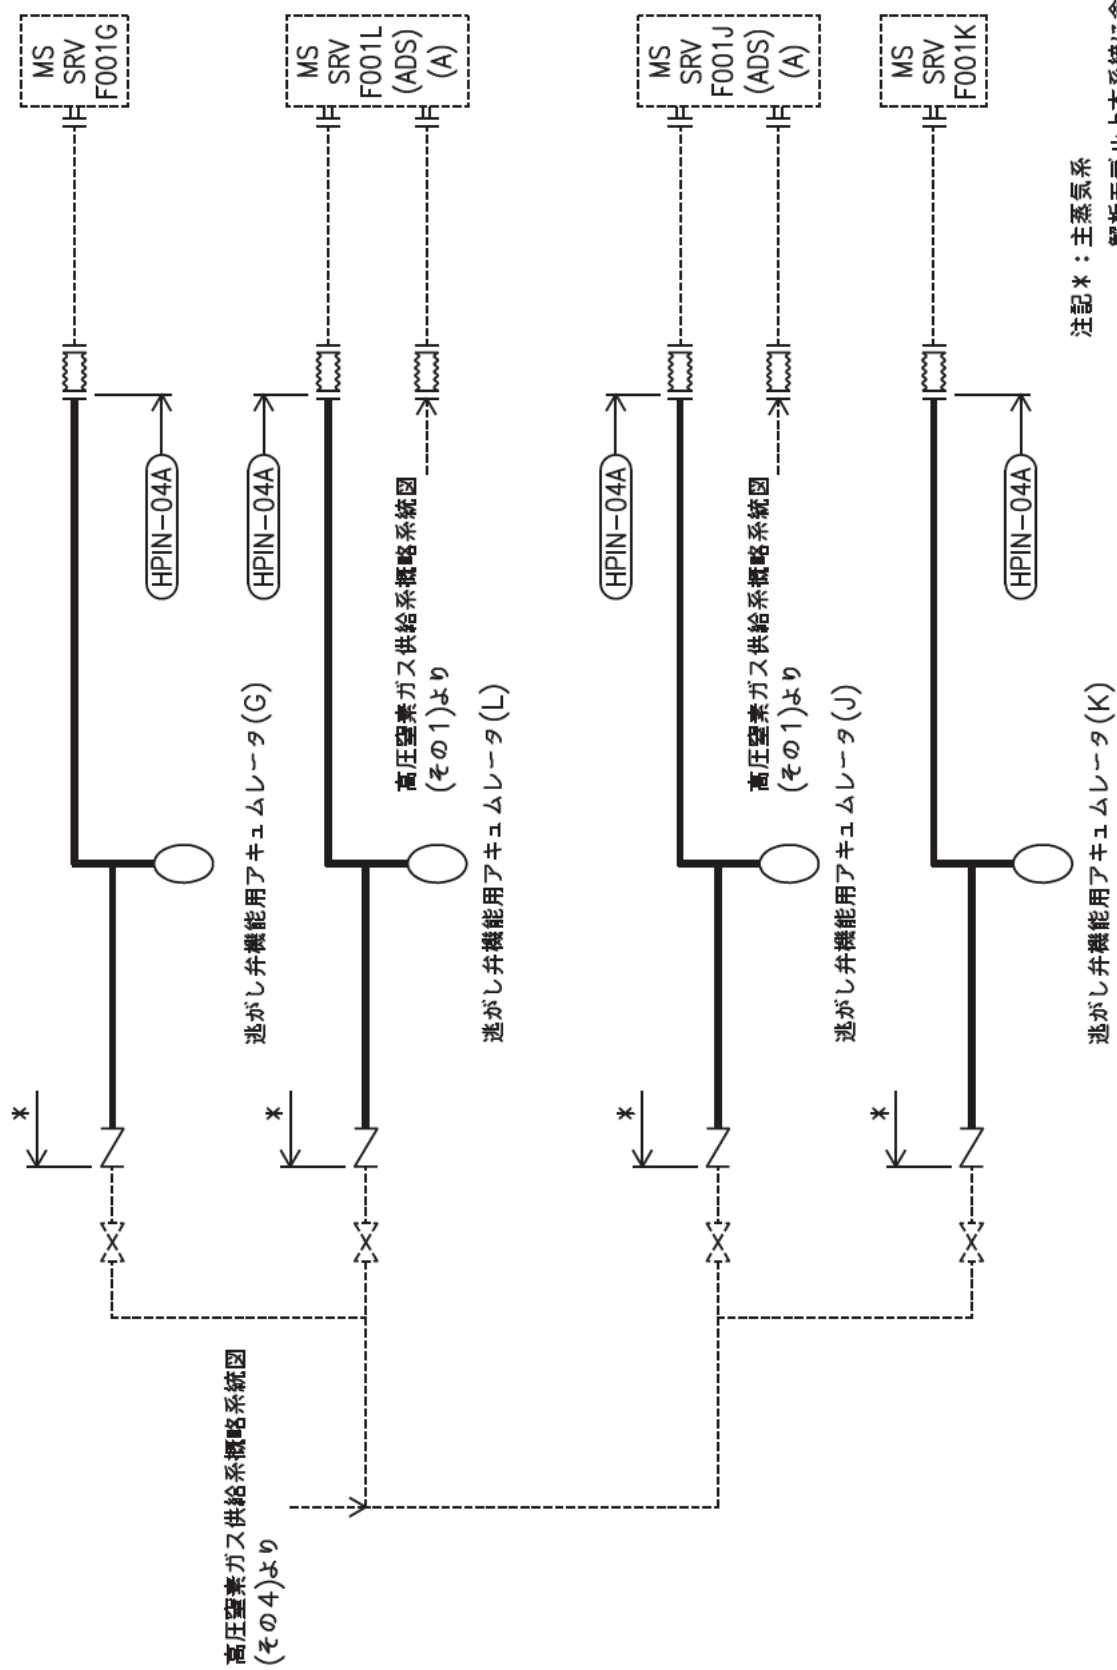 高圧窒素ガス供給系概略系統図
(その4)より
*
HPIN-04A
MS
SRV
F001G
逃がし弁機能用アキュムレータ(G)
*
HPIN-04A
MS
SRV
F001L
(ADS)
(A)
高圧窒素ガス供給系概略系統図
(その1)より
逃がし弁機能用アキュムレータ(L)
*
HPIN-04A
MS
SRV
F001J
(ADS)
(A)
高圧窒素ガス供給系概略系統図
(その1)より
逃がし弁機能用アキュムレータ(J)
*
HPIN-04A
MS
SRV
F001K
逃がし弁機能用アキュムレータ(K)
注記*:主蒸気系